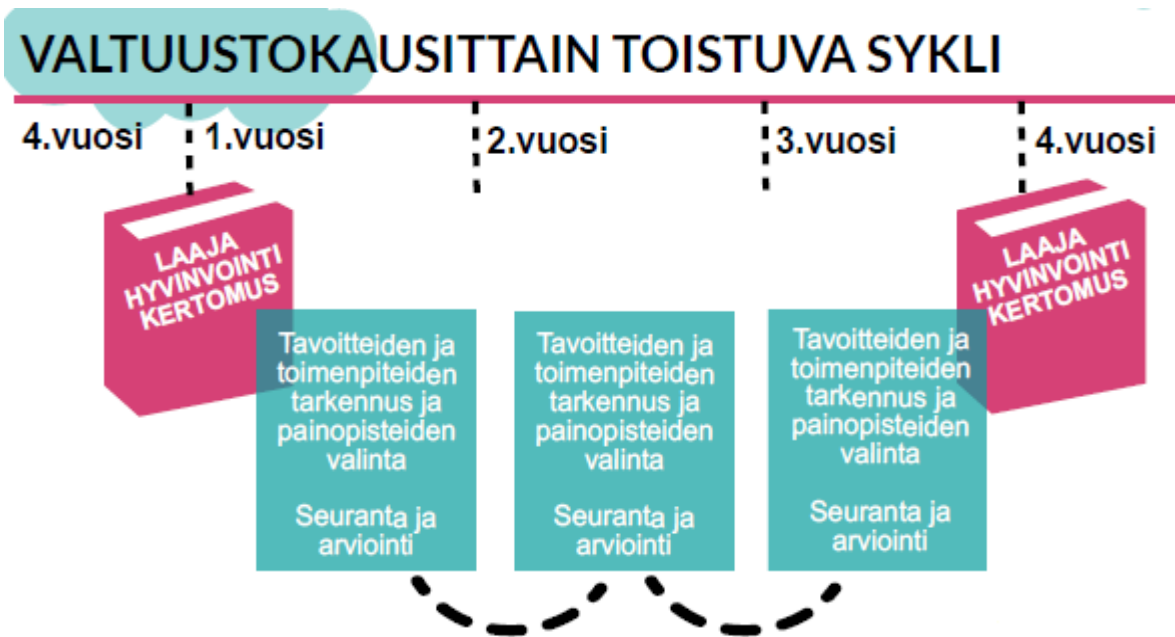 VALTUUSTOKAUSITTAIN TOISTUVA SYKLI
4.vuosi
1.vuosi
2.vuosi
3.vuosi
4.vuosi
LAAJA
HYVINVOINTI
KERTOMUS
Tavoitteiden ja
toimenpiteiden
tarkennus ja
painopisteiden
valinta
Seuranta ja
arviointi
Tavoitteiden ja
toimenpiteiden
tarkennus ja
painopisteiden
valinta
Seuranta ja
arviointi
Tavoitteiden ja
toimenpiteiden
tarkennus ja
painopisteiden
valinta
Seuranta ja
arviointi
LAAJA
HYVINVOINTI
KERTOMUS